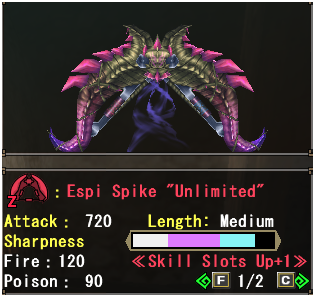 Z : Espi Spike "Unlimited"
Attack : 720 Length: Medium
Sharpness
Fire : 120 ≪Skill Slots Up+1≫
Poison : 90 F 1/2 C